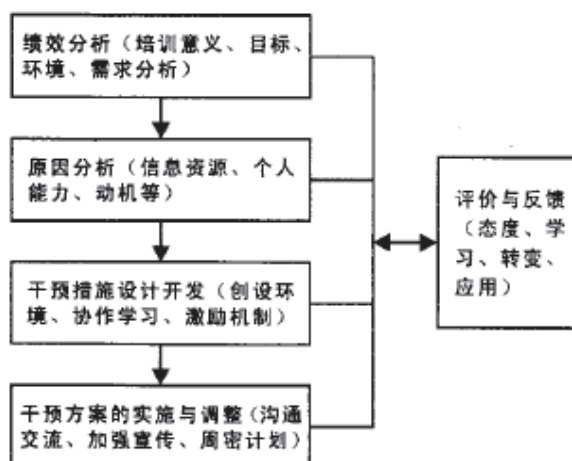 绩效分析（培训意义、目标、
环境、需求分析）
原因分析（信息资源、个人
能力、动机等）
干预措施设计开发（创设环
境、协作学习、激励机制）
干预方案的实施与调整（沟通
交流、加强宣传、周密计划）
评价与反馈
（态度、学
习、转变、
应用）